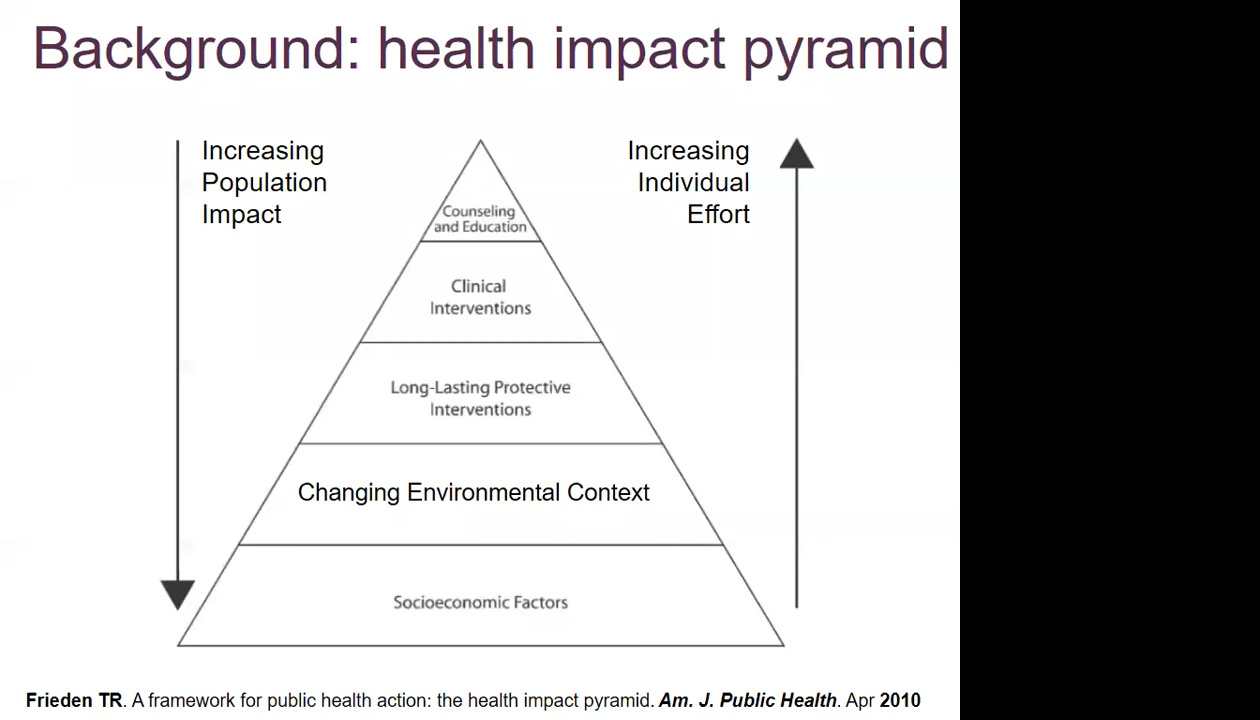 Background: health impact pyramid
Increasing
Population
Impact
Increasing
Individual
Effort
Counseling
and Education
Clinical
Interventions
Long-Lasting Protective
Interventions
Changing Environmental Context
Socioeconomic Factors
Frieden TR. A framework for public health action: the health impact pyramid. Am. J. Public Health. Apr 2010